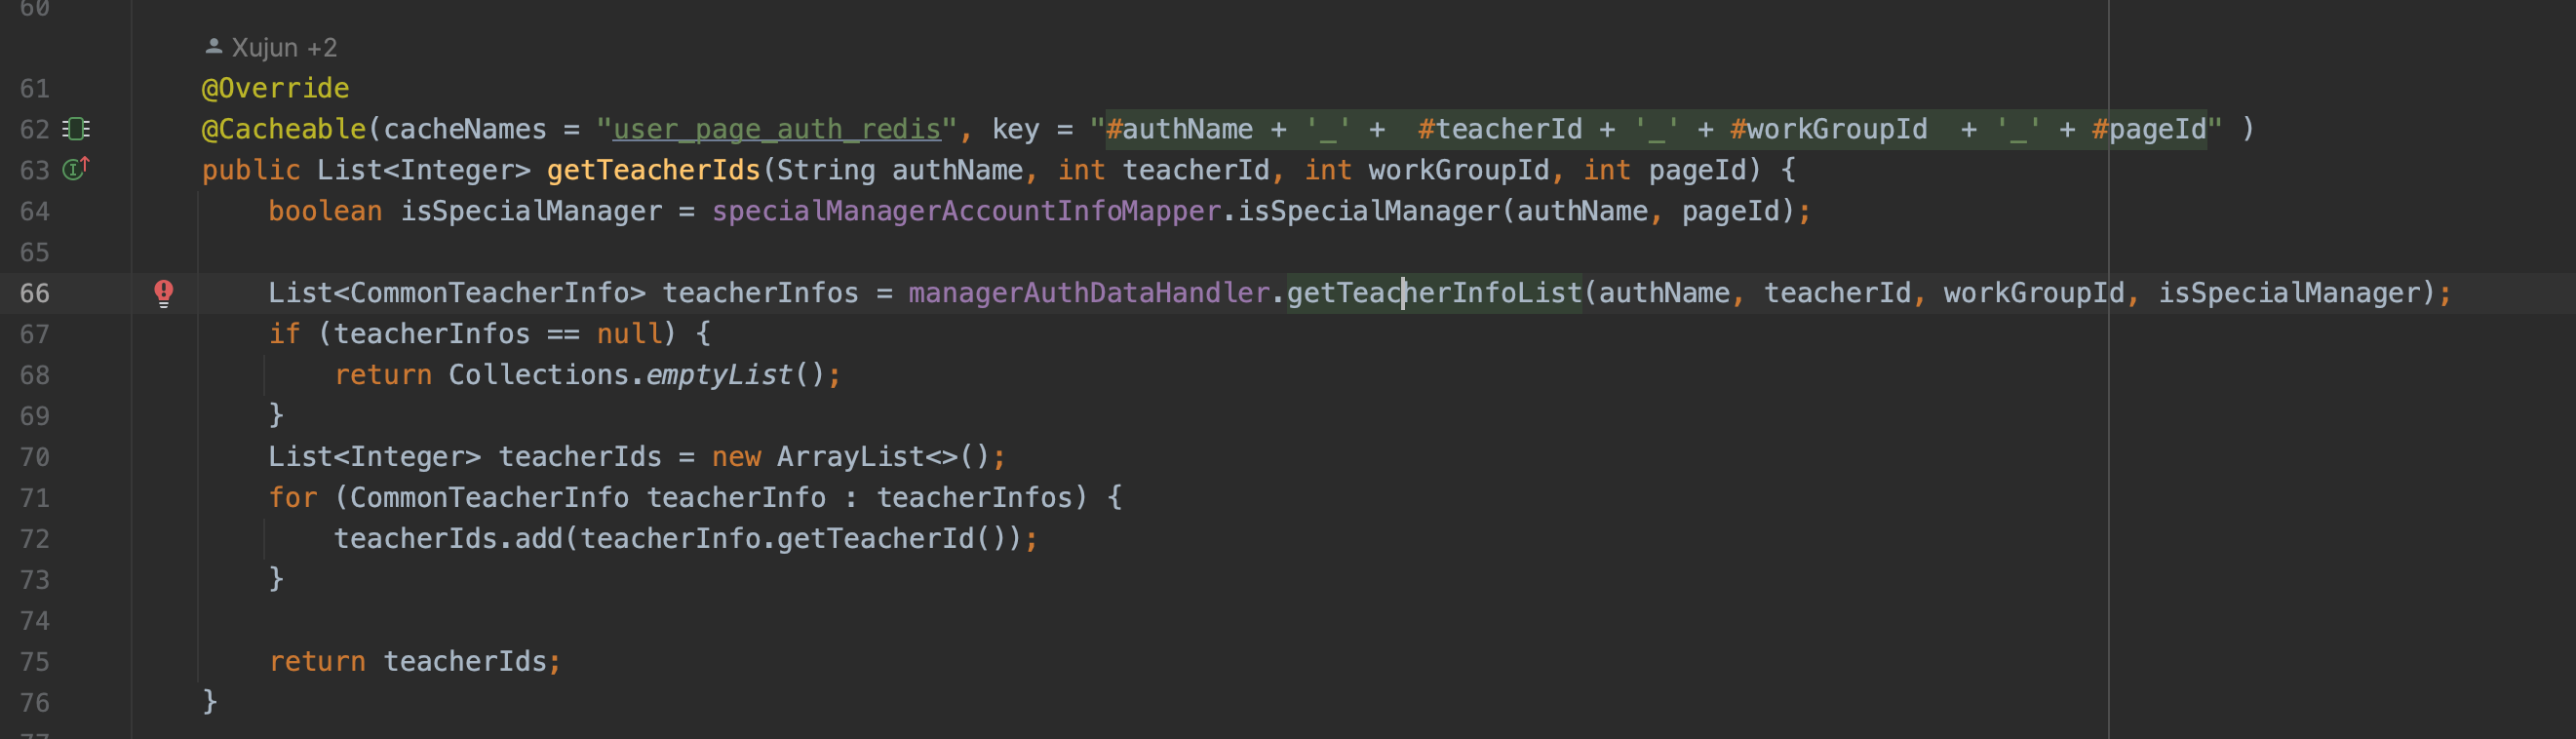 60
Xujun +2
61 @Override
62 @Cacheable(cacheNames = "user_page_auth_redis", key = "#authName + '_' +  #teacherId + '_' + #workGroupId  + '_' + #pageId" )
63 public List<Integer> getTeacherIds(String authName, int teacherId, int workGroupId, int pageId) {
64 boolean isSpecialManager = specialManagerAccountInfoMapper.isSpecialManager(authName, pageId);
65
66 List<CommonTeacherInfo> teacherInfos = managerAuthDataHandler.getTeacherInfoList(authName, teacherId, workGroupId, isSpecialManager);
67 if (teacherInfos == null) {
68 return Collections.emptyList();
69 }
70 List<Integer> teacherIds = new ArrayList<>();
71 for (CommonTeacherInfo teacherInfo : teacherInfos) {
72 teacherIds.add(teacherInfo.getTeacherId());
73 }
74
75 return teacherIds;
76 }
77